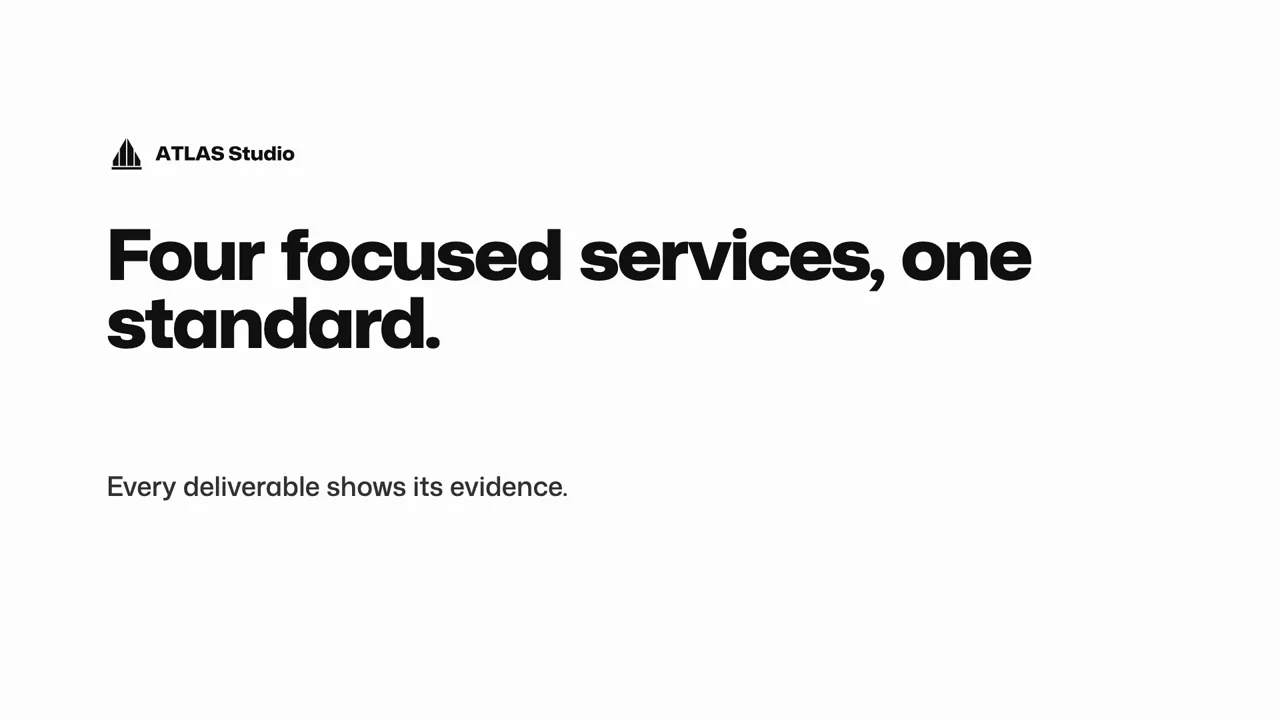 ATLAS Studio
Four focused services, one
standard.
Every deliverable shows its evidence.